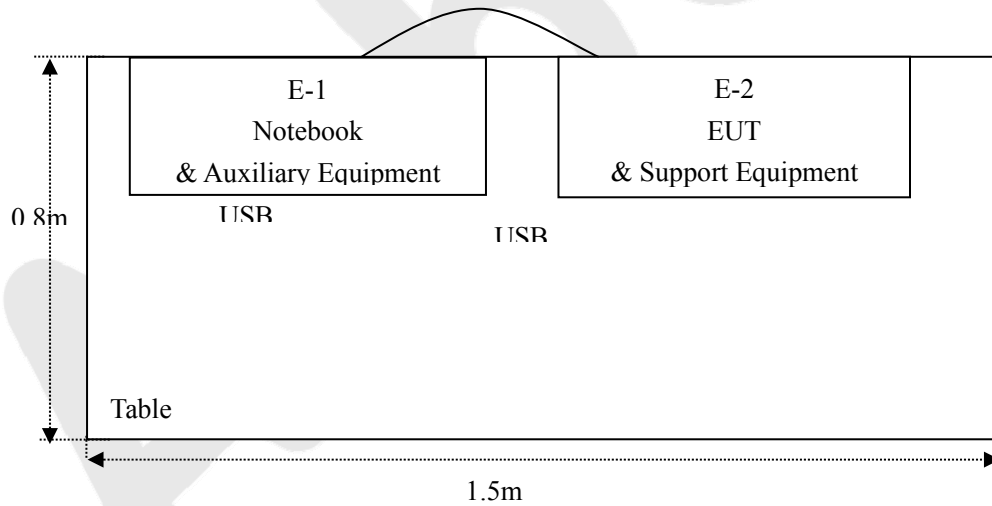 E-1
Notebook
& Auxiliary Equipment
E-2
EUT
& Support Equipment
0.8m
USB
USB
Table
1.5m